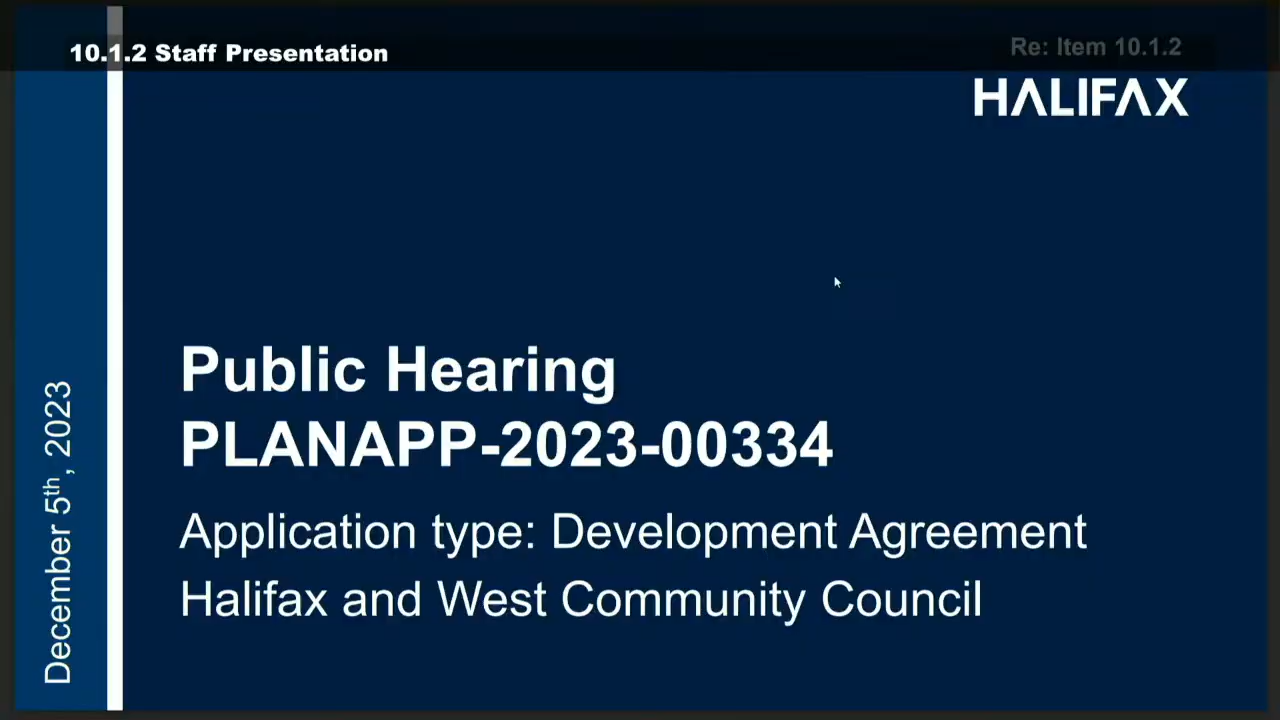 10.1.2 Staff Presentation
Re: Item 10.1.2
HALIFAX
Public Hearing
PLANAPP-2023-00334
Application type: Development Agreement
Halifax and West Community Council
December 5th, 2023